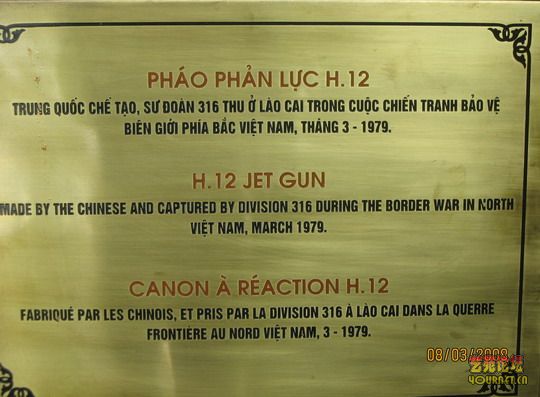 PHÁO PHẢN LỰC H.12
TRUNG QUỐC CHẾ TẠO, SƯ ĐOÀN 316 THU Ở LÀO CAI TRONG CUỘC CHIẾN TRANH BẢO VỆ
BIÊN GIỚI PHÍA BẮC VIỆT NAM, THÁNG 3 - 1979.
H.12 JET GUN
MADE BY THE CHINESE AND CAPTURED BY DIVISION 316 DURING THE BORDER WAR IN NORTH
VIỆT NAM, MARCH 1979.
CANON À RÉACTION H.12
FABRIQUÉ PAR LES CHINOIS, ET PRIS PAR LA DIVISION 316 À LÀO CAI DANS LA QUERRE
FRONTIÈRE AU NORD VIỆT NAM, 3 - 1979.
08/03/2008